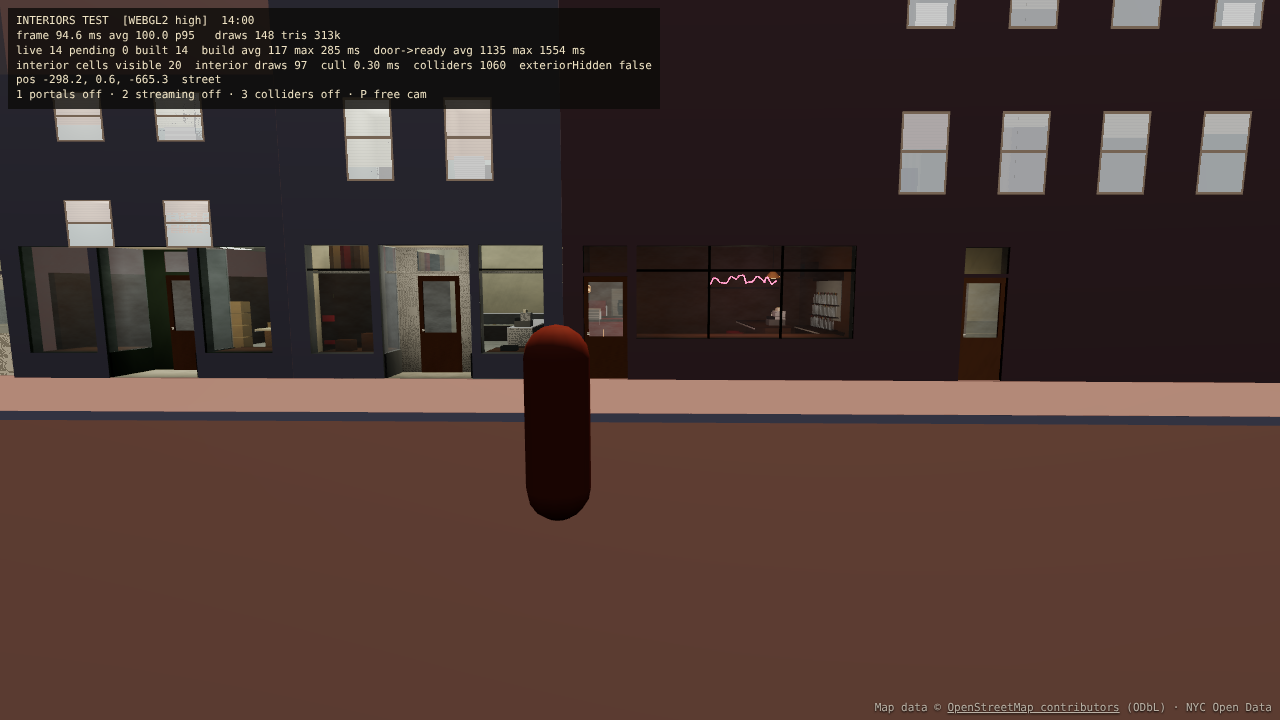 INTERIORS TEST  [WEBGL2 high]  14:00
frame 94.6 ms avg 100.0 p95   draws 148 tris 313k
live 14 pending 0 built 14  build avg 117 max 285 ms  door->ready avg 1135 max 1554 ms
interior cells visible 20  interior draws 97  cull 0.30 ms  colliders 1060  exteriorHidden false
pos -298.2, 0.6, -665.3  street
1 portals off · 2 streaming off · 3 colliders off · P free cam
Map data © OpenStreetMap contributors (ODbL) · NYC Open Data